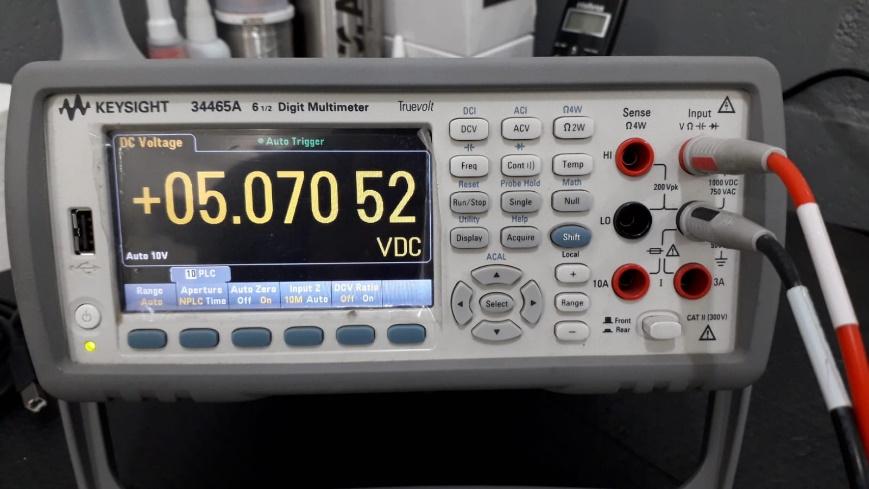 KEYSIGHT 34465A 6 1/2 Digit Multimeter Truevolt
DC Voltage
Auto Trigger
+05.070 52
VDC
Auto 10V
10 PLC
Range Aperture Auto Zero Input Z DCV Ratio
Auto NPLC Time Off On 10M Auto Off On
DCI ACI Ω4W
DCV ACV Ω2W
Freq Cont Temp
Reset Probe Hold Math
Run/Stop Single Null
Utility Help
Display Acquire Shift
ACAL Local
+
Select Range
−
Sense
Ω4W
Input
V Ω
HI
200 Vpk
1000 VDC
750 VAC
LO
10A I 3A
Front
Rear
CAT II (300V)